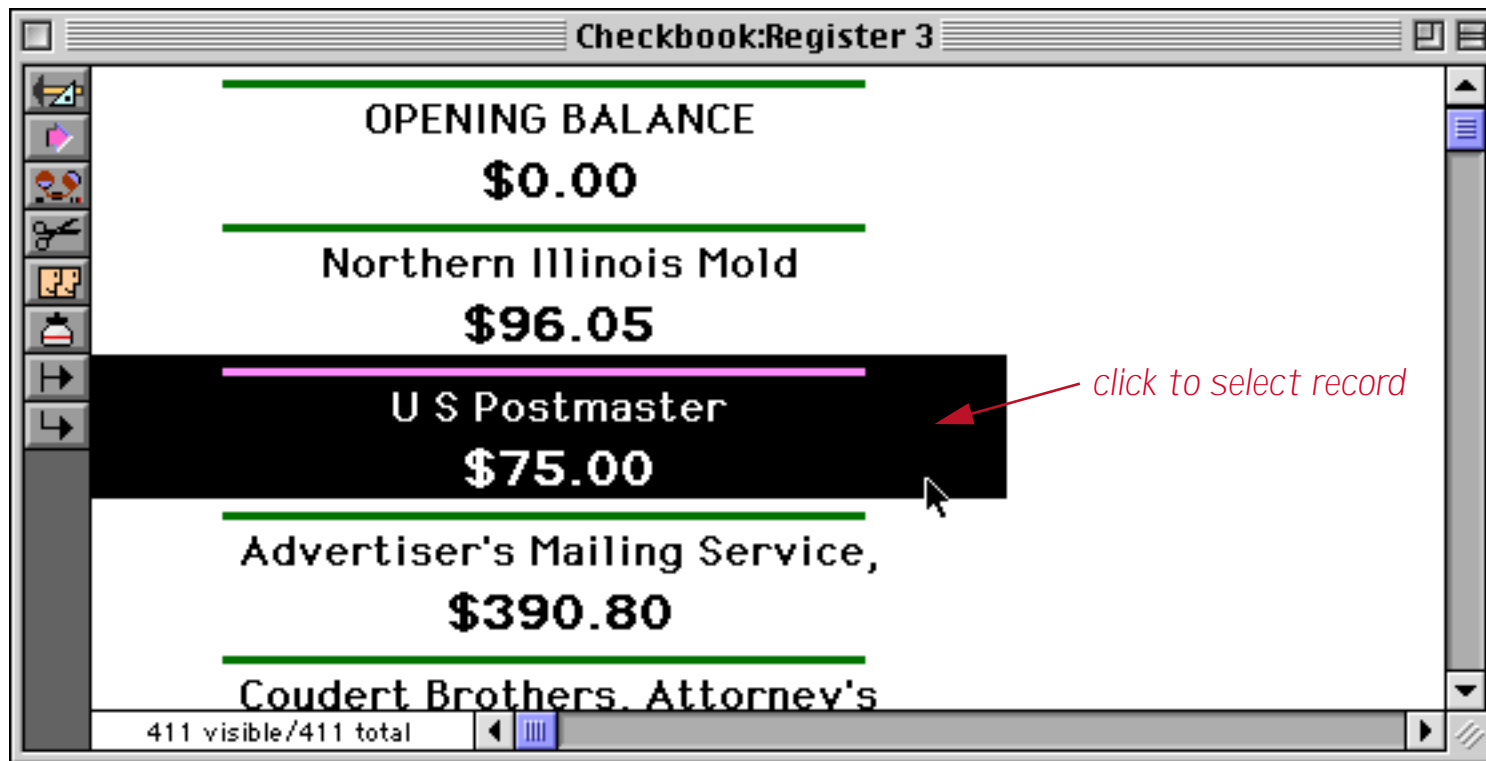 Checkbook:Register 3
OPENING BALANCE
$0.00
Northern Illinois Mold
$96.05
U S Postmaster
$75.00
click to select record
Advertiser's Mailing Service,
$390.80
Coudert Brothers, Attorney's
411 visible/411 total